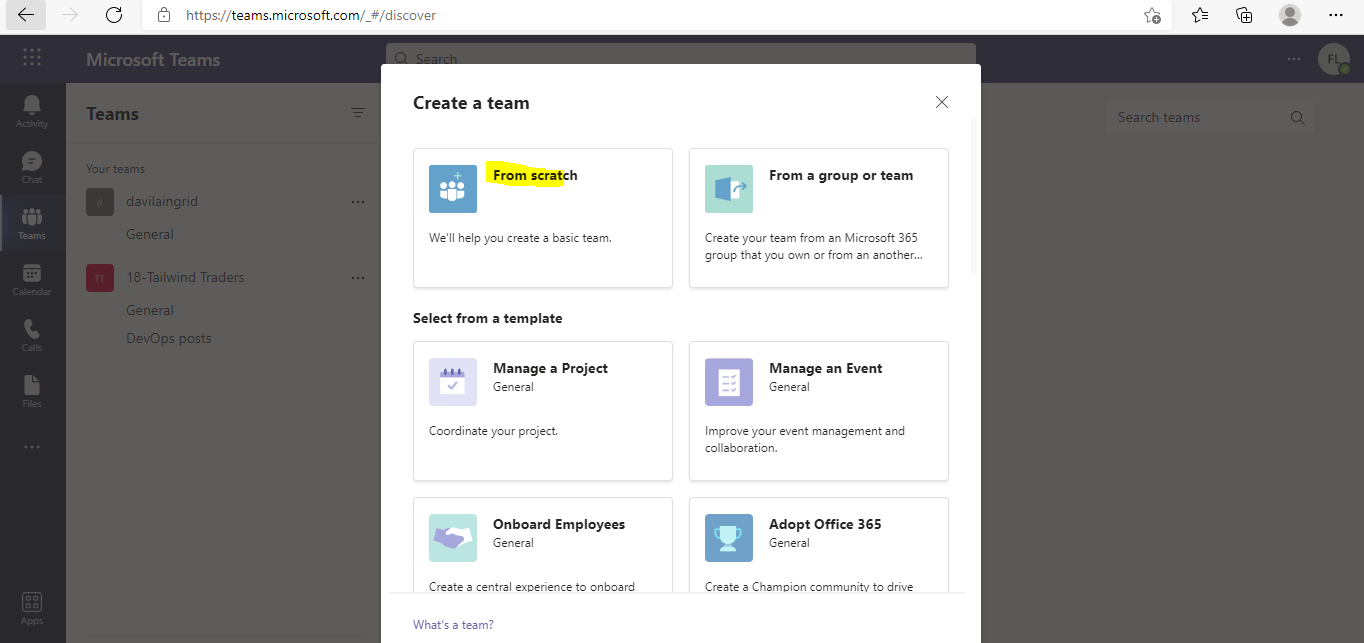 https://teams.microsoft.com/_#/discover
Microsoft Teams
Search
FL
Activity
Chat
Teams
Calendar
Calls
Files
Apps
Teams
Your teams
d
davilaingrid
General
TT
18-Tailwind Traders
General
DevOps posts
Search teams
Create a team
From scratch
We'll help you create a basic team.
From a group or team
Create your team from an Microsoft 365
group that you own or from an another...
Select from a template
Manage a Project
General
Coordinate your project.
Manage an Event
General
Improve your event management and
collaboration.
Onboard Employees
General
Create a central experience to onboard
Adopt Office 365
General
Create a Champion community to drive
What's a team?